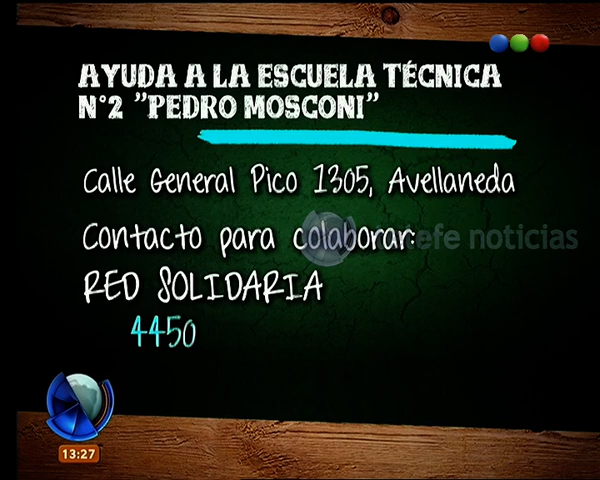 AYUDA A LA ESCUELA TÉCNICA
N°2 "PEDRO MOSCONI"
Calle General Pico 1305, Avellaneda
Contacto para colaborar:
noticias
RED SOLIDARIA
4450
13:27